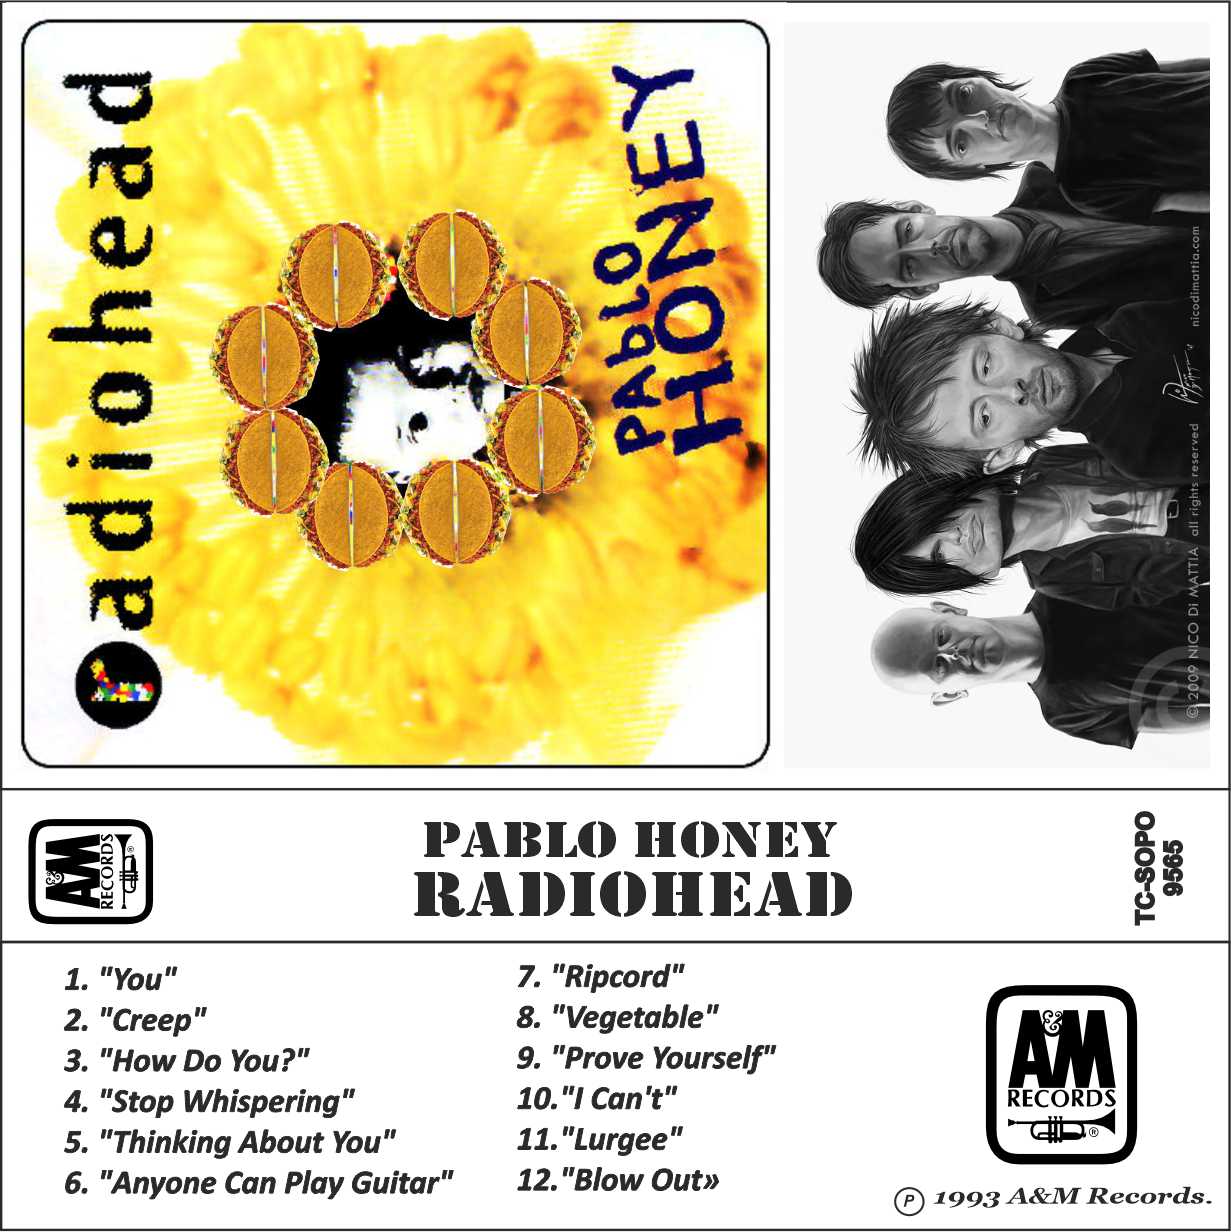 radiohead
PABLO
HONEY
nicodimattia.com
© 2009 NICO Di MATTIA all rights reserved
A&M
RECORDS
®
PABLO HONEY
RADIOHEAD
TC-SOPO
9565
1. "You"
2. "Creep"
3. "How Do You?"
4. "Stop Whispering"
5. "Thinking About You"
6. "Anyone Can Play Guitar"
7. "Ripcord"
8. "Vegetable"
9. "Prove Yourself"
10."I Can't"
11."Lurgee"
12."Blow Out»
A&M
RECORDS
®
℗ 1993 A&M Records.